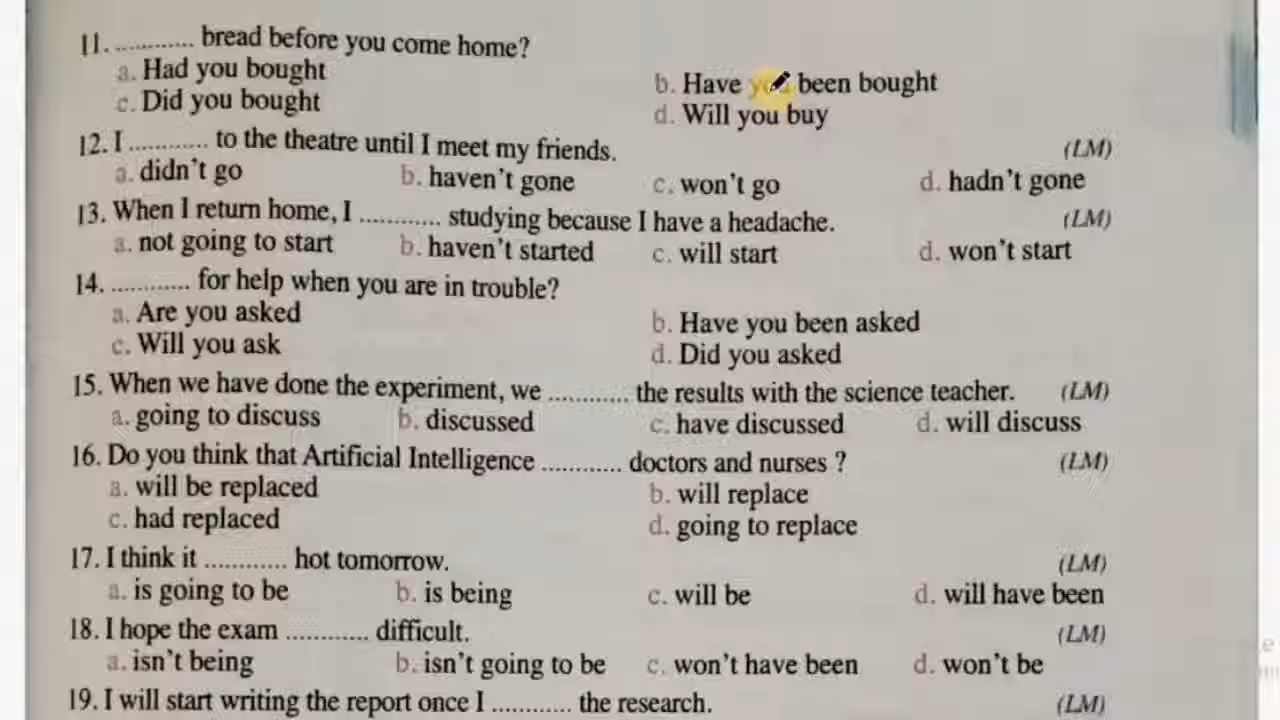 11. ............ bread before you come home?
a. Had you bought b. Have you been bought
c. Did you bought d. Will you buy
12. I ............ to the theatre until I meet my friends. (LM)
a. didn't go b. haven't gone c. won't go d. hadn't gone
13. When I return home, I ............ studying because I have a headache. (LM)
a. not going to start b. haven't started c. will start d. won't start
14. ............ for help when you are in trouble?
a. Are you asked b. Have you been asked
c. Will you ask d. Did you asked
15. When we have done the experiment, we ............ the results with the science teacher. (LM)
a. going to discuss b. discussed c. have discussed d. will discuss
16. Do you think that Artificial Intelligence ............ doctors and nurses ? (LM)
a. will be replaced b. will replace
c. had replaced d. going to replace
17. I think it ............ hot tomorrow. (LM)
a. is going to be b. is being c. will be d. will have been
18. I hope the exam ............ difficult. (LM)
a. isn't being b. isn't going to be c. won't have been d. won't be
19. I will start writing the report once I ............ the research. (LM)